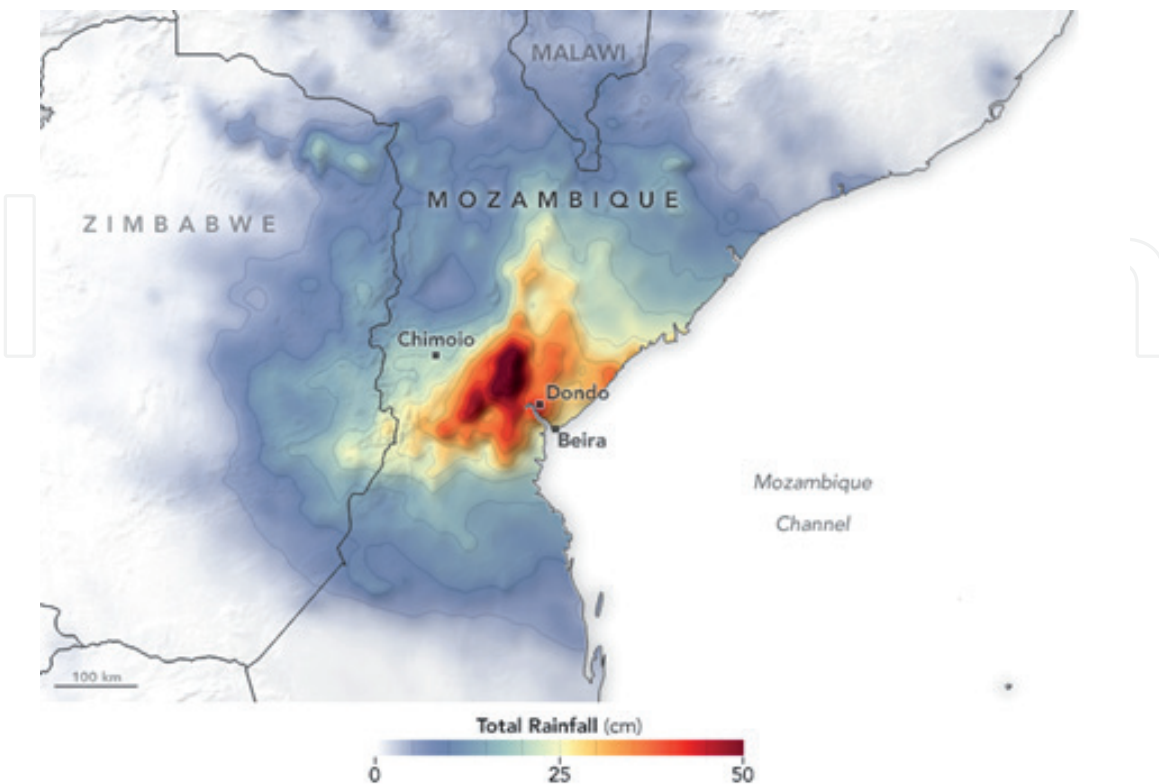 MALAWI
MOZAMBIQUE
ZIMBABWE
Chimoio
Dondo
Beira
Mozambique
Channel
100 km
Total Rainfall (cm)
0 25 50